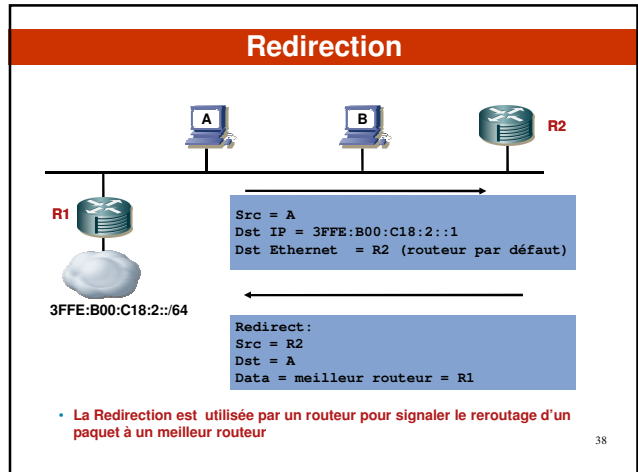 Redirection
A
B
R2
R1
Src = A
Dst IP = 3FFE:B00:C18:2::1
Dst Ethernet = R2 (routeur par défaut)
3FFE:B00:C18:2::/64
Redirect:
Src = R2
Dst = A
Data = meilleur routeur = R1
• La Redirection est utilisée par un routeur pour signaler le reroutage d'un
paquet à un meilleur routeur
38